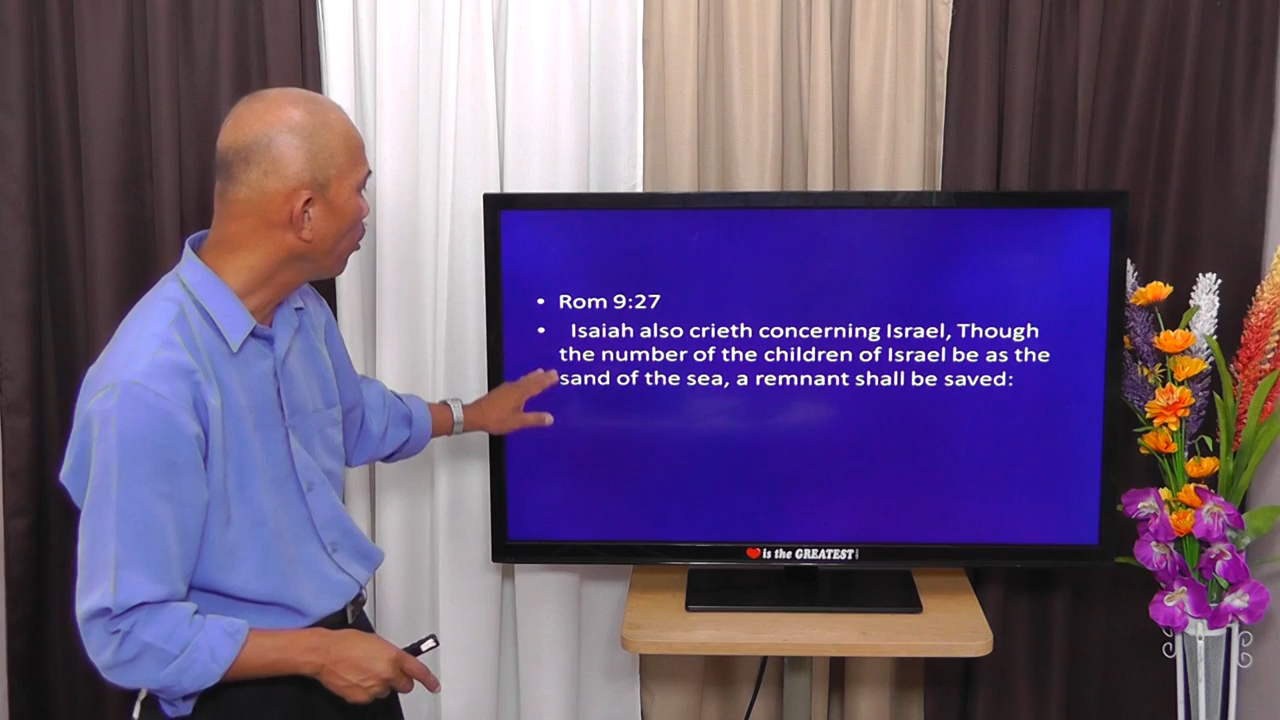 • Rom 9:27
• Isaiah also crieth concerning Israel, Though
the number of the children of Israel be as the
sand of the sea, a remnant shall be saved:
❤is the GREATEST!